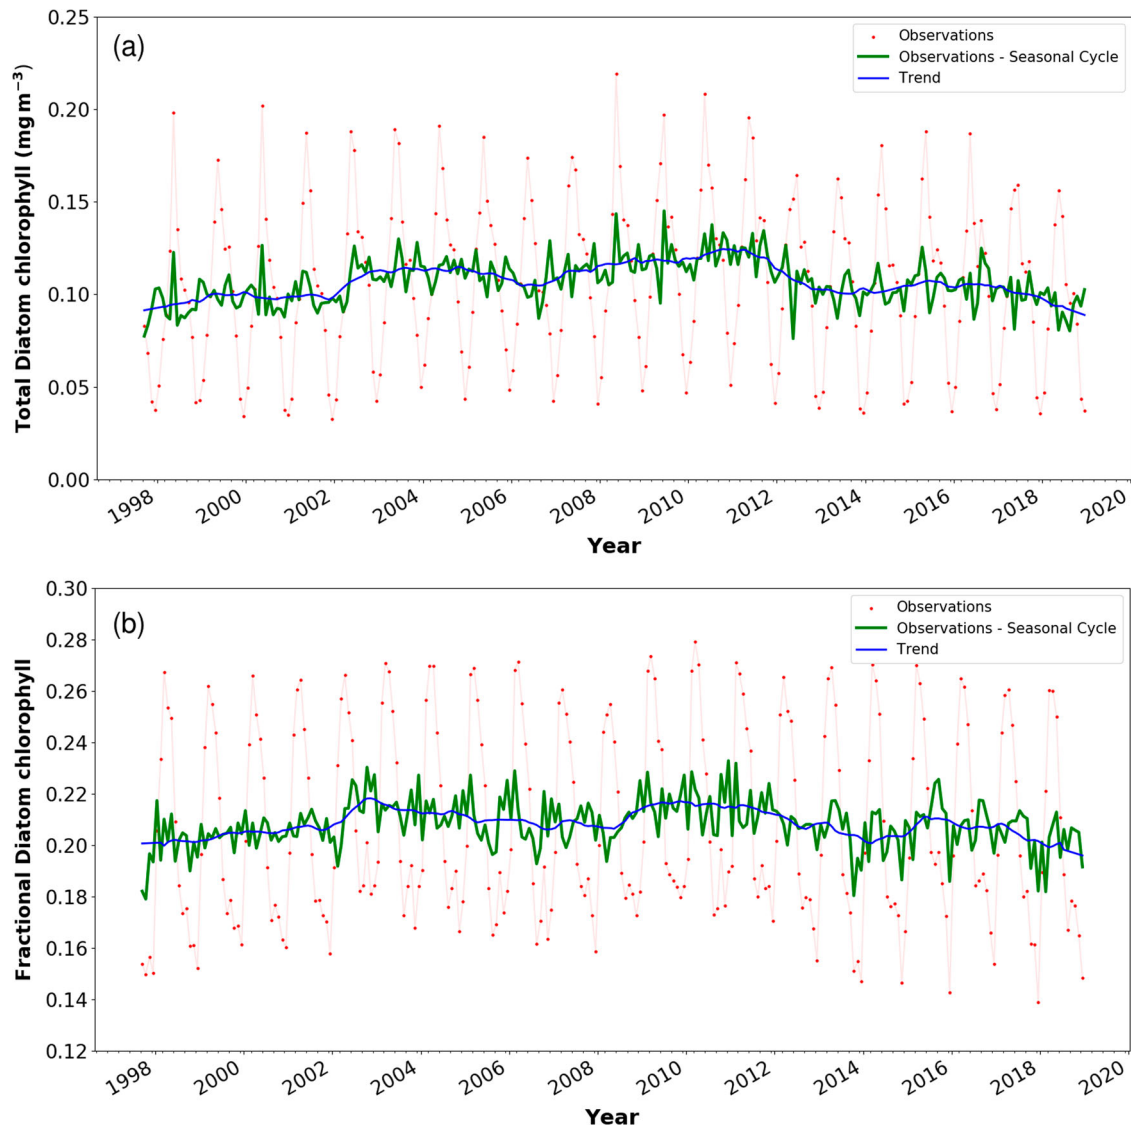 0.25
(a)
Observations
Observations - Seasonal Cycle
Trend
0.20
0.15
0.10
0.05
0.00
Total Diatom chlorophyll (mg m⁻³)
1998 2000 2002 2004 2006 2008 2010 2012 2014 2016 2018 2020
Year
0.30
(b)
Observations
Observations - Seasonal Cycle
Trend
0.28
0.26
0.24
0.22
0.20
0.18
0.16
0.14
0.12
Fractional Diatom chlorophyll
1998 2000 2002 2004 2006 2008 2010 2012 2014 2016 2018 2020
Year